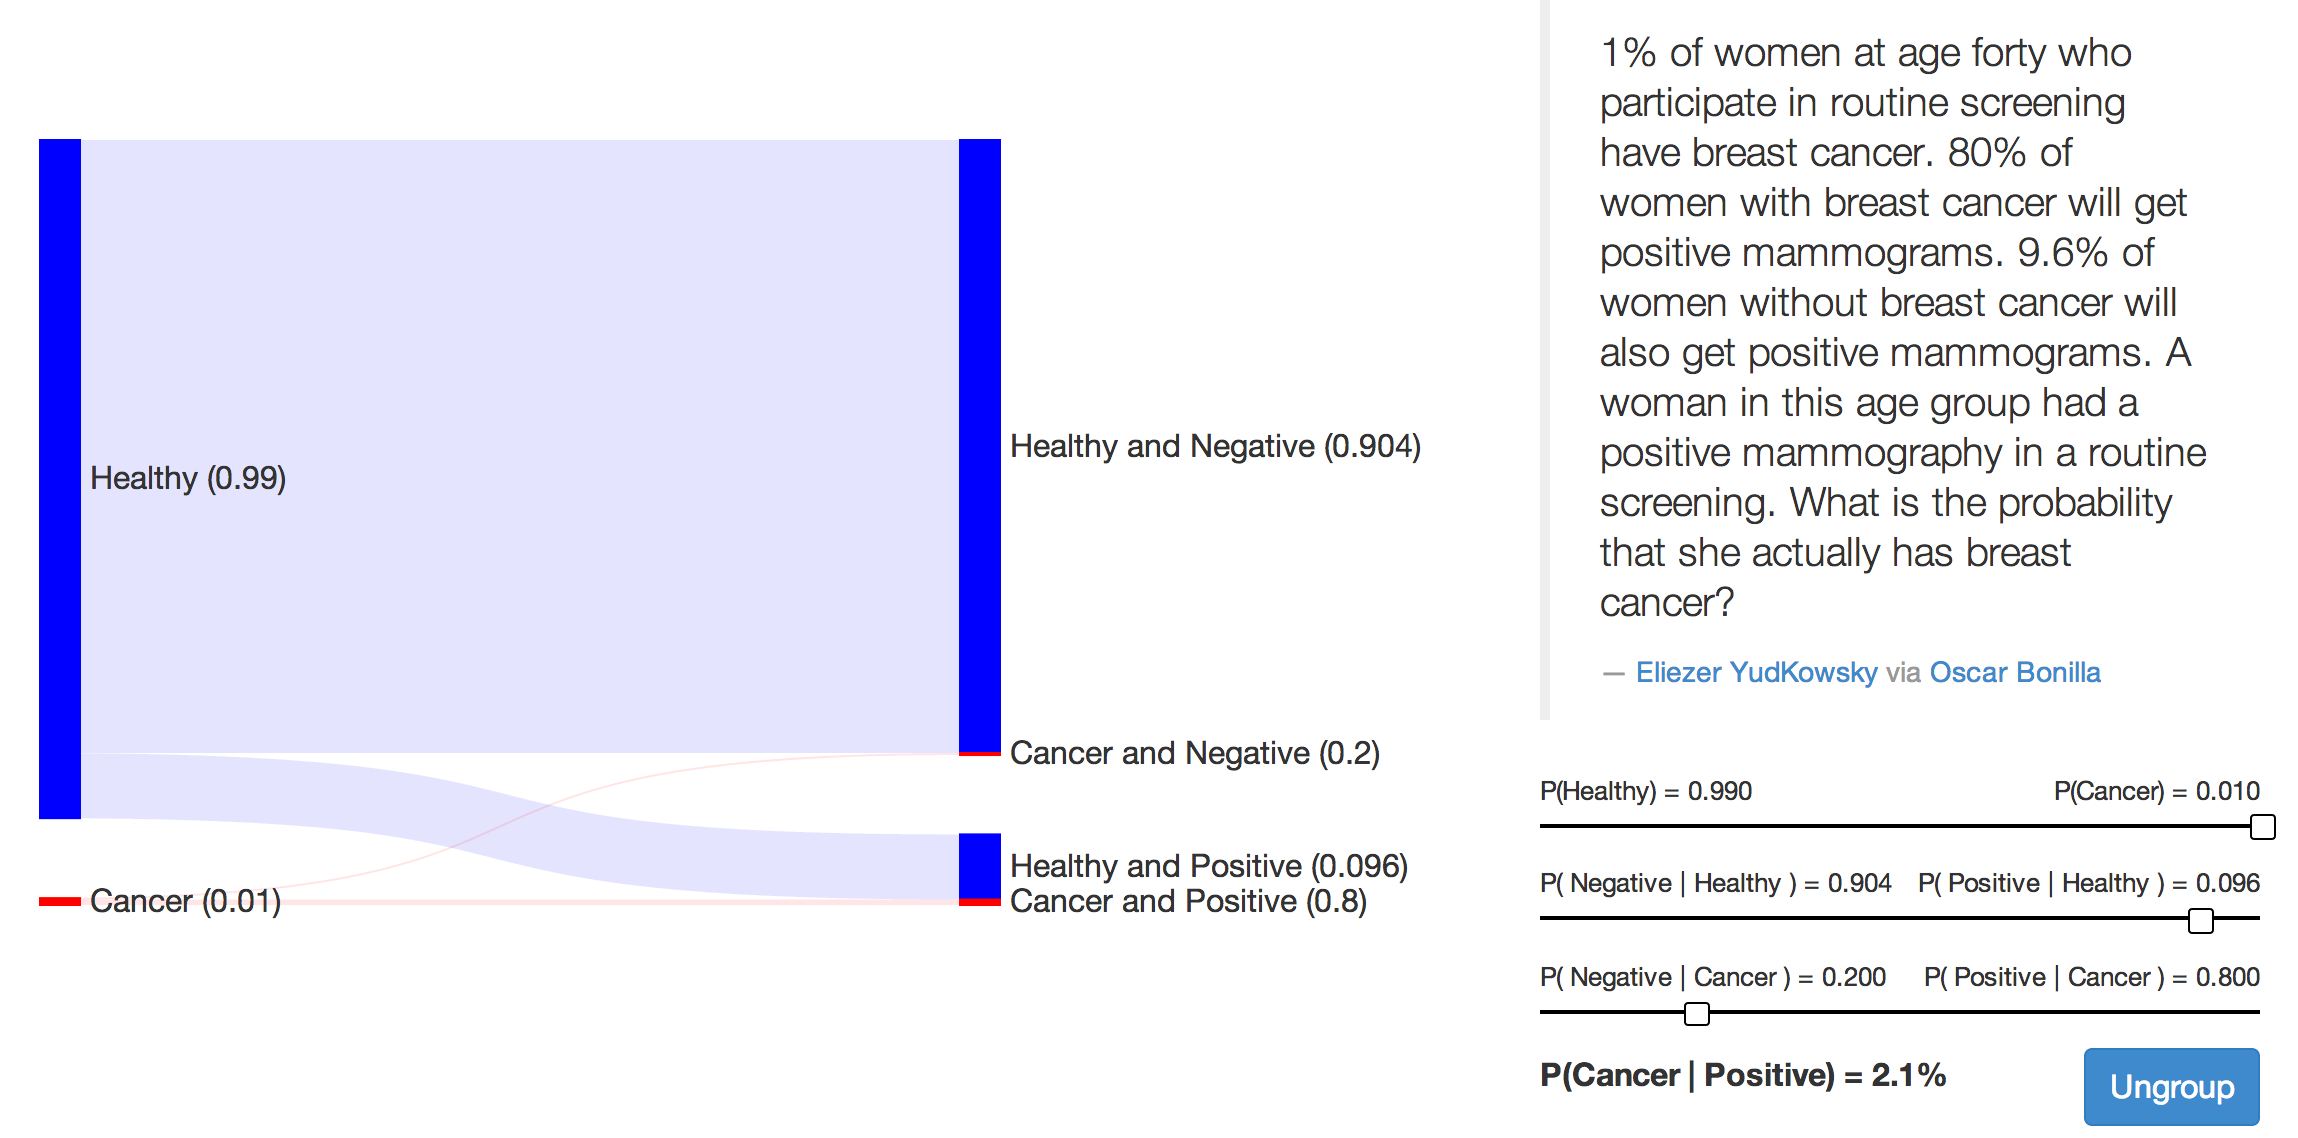 Healthy (0.99)
Cancer (0.01)
Healthy and Negative (0.904)
Cancer and Negative (0.2)
Healthy and Positive (0.096)
Cancer and Positive (0.8)
1% of women at age forty who
participate in routine screening
have breast cancer. 80% of
women with breast cancer will get
positive mammograms. 9.6% of
women without breast cancer will
also get positive mammograms. A
woman in this age group had a
positive mammography in a routine
screening. What is the probability
that she actually has breast
cancer?
— Eliezer YudKowsky via Oscar Bonilla
P(Healthy) = 0.990 P(Cancer) = 0.010
P( Negative | Healthy ) = 0.904 P( Positive | Healthy ) = 0.096
P( Negative | Cancer ) = 0.200 P( Positive | Cancer ) = 0.800
P(Cancer | Positive) = 2.1%
Ungroup